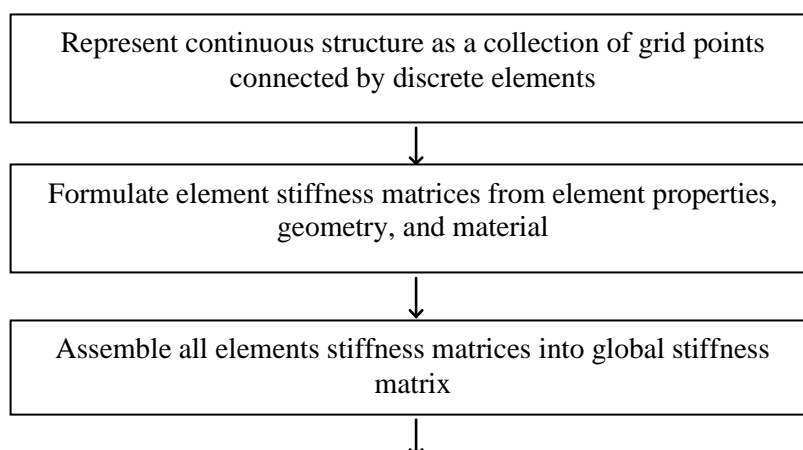 Represent continuous structure as a collection of grid points
connected by discrete elements
Formulate element stiffness matrices from element properties,
geometry, and material
Assemble all elements stiffness matrices into global stiffness
matrix